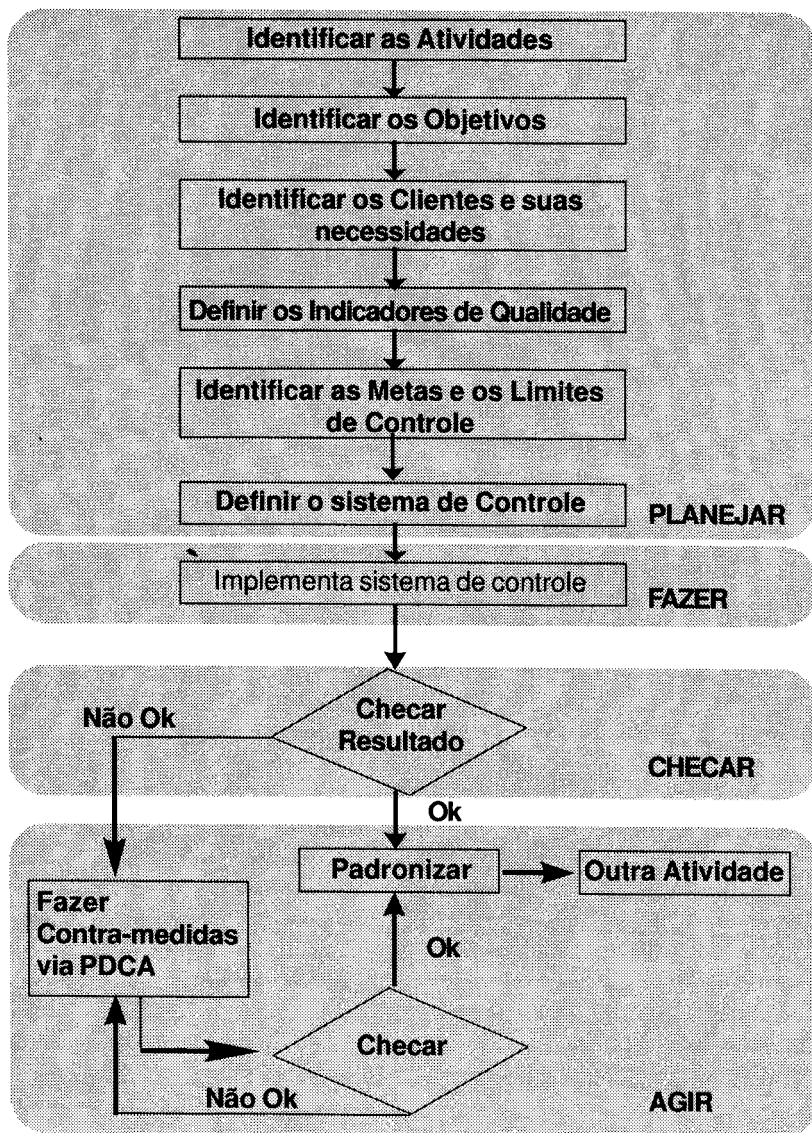 Identificar as Atividades
Identificar os Objetivos
Identificar os Clientes e suas
necessidades
Definir os Indicadores de Qualidade
Identificar as Metas e os Limites
de Controle
Definir o sistema de Controle
PLANEJAR
Implementa sistema de controle
FAZER
Checar
Resultado
Não Ok
CHECAR
Ok
Padronizar
Outra Atividade
Fazer
Contra-medidas
via PDCA
Ok
Checar
Não Ok
AGIR